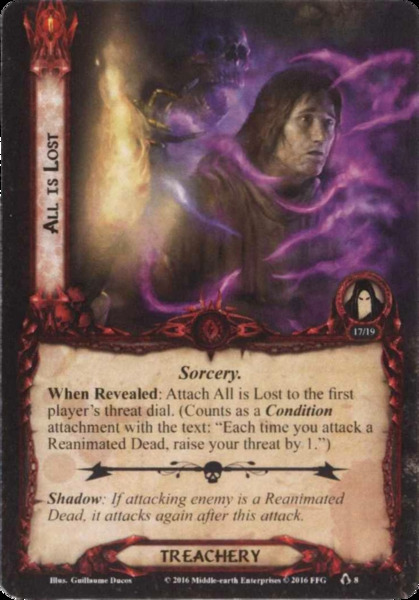 ALL IS LOST
17/19
Sorcery.
When Revealed: Attach All is Lost to the first
player's threat dial. (Counts as a Condition
attachment with the text: "Each time you attack a
Reanimated Dead, raise your threat by 1.")
Shadow: If attacking enemy is a Reanimated
Dead, it attacks again after this attack.
TREACHERY
Illus. Guillaume Ducos © 2016 Middle-earth Enterprises © 2016 FFG 8